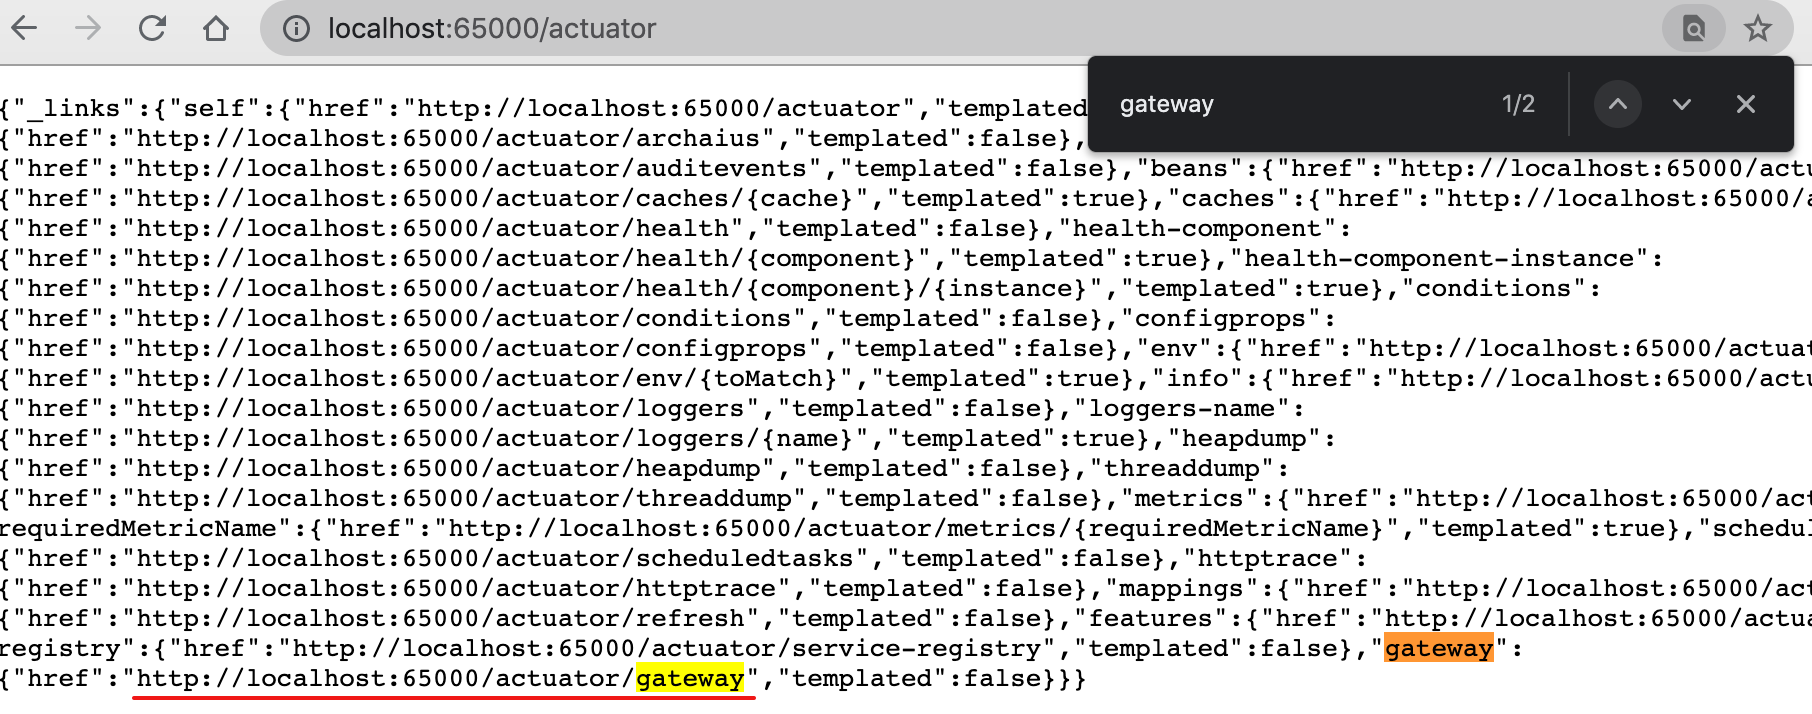 localhost:65000/actuator
gateway 1/2
{"_links":{"self":{"href":"http://localhost:65000/actuator","templated
{"href":"http://localhost:65000/actuator/archaius","templated":false},
{"href":"http://localhost:65000/actuator/auditevents","templated":false},"beans":{"href":"http://localhost:65000/actu
{"href":"http://localhost:65000/actuator/caches/{cache}","templated":true},"caches":{"href":"http://localhost:65000/a
{"href":"http://localhost:65000/actuator/health","templated":false},"health-component":
{"href":"http://localhost:65000/actuator/health/{component}","templated":true},"health-component-instance":
{"href":"http://localhost:65000/actuator/health/{component}/{instance}","templated":true},"conditions":
{"href":"http://localhost:65000/actuator/conditions","templated":false},"configprops":
{"href":"http://localhost:65000/actuator/configprops","templated":false},"env":{"href":"http://localhost:65000/actuat
{"href":"http://localhost:65000/actuator/env/{toMatch}","templated":true},"info":{"href":"http://localhost:65000/actu
{"href":"http://localhost:65000/actuator/loggers","templated":false},"loggers-name":
{"href":"http://localhost:65000/actuator/loggers/{name}","templated":true},"heapdump":
{"href":"http://localhost:65000/actuator/heapdump","templated":false},"threaddump":
{"href":"http://localhost:65000/actuator/threaddump","templated":false},"metrics":{"href":"http://localhost:65000/act
requiredMetricName":{"href":"http://localhost:65000/actuator/metrics/{requiredMetricName}","templated":true},"schedul
{"href":"http://localhost:65000/actuator/scheduledtasks","templated":false},"httptrace":
{"href":"http://localhost:65000/actuator/httptrace","templated":false},"mappings":{"href":"http://localhost:65000/act
{"href":"http://localhost:65000/actuator/refresh","templated":false},"features":{"href":"http://localhost:65000/actua
registry":{"href":"http://localhost:65000/actuator/service-registry","templated":false},"gateway":
{"href":"http://localhost:65000/actuator/gateway","templated":false}}}